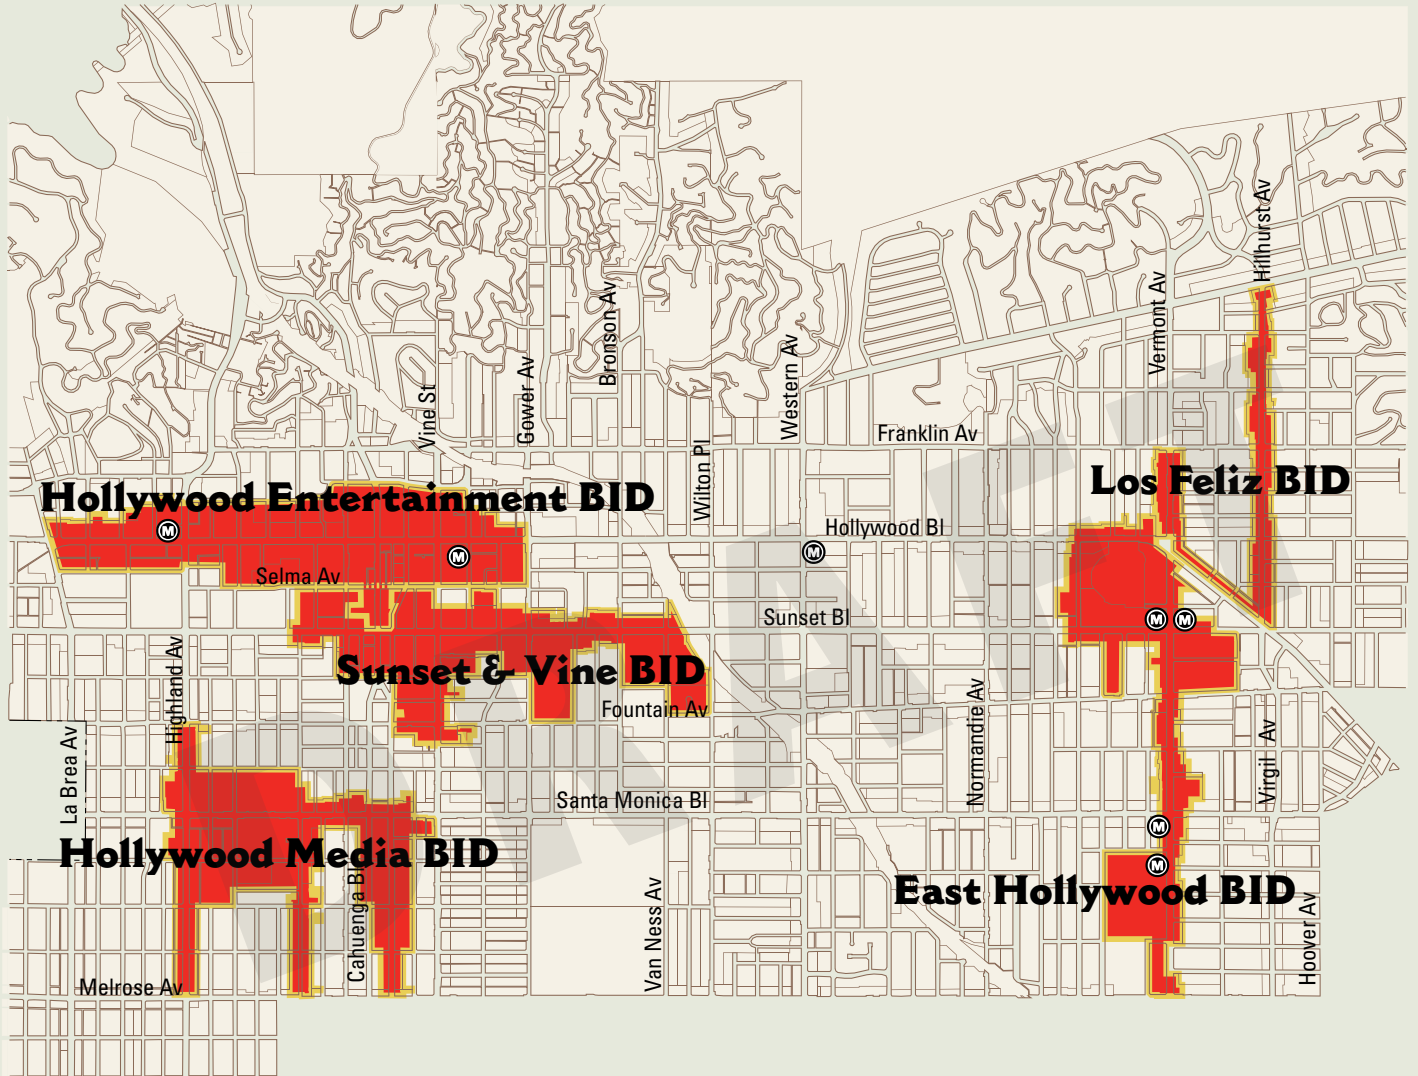 Hillhurst Av
Vermont Av
Bronson Av
Western Av
Gower Av
Vine St
Franklin Av
Wilton Pl
Los Feliz BID
Hollywood Entertainment BID
M
M
M
Hollywood Bl
Selma Av
Sunset Bl
M
M
Sunset & Vine BID
Fountain Av
Highland Av
La Brea Av
Normandie Av
Virgil Av
Santa Monica Bl
M
Hollywood Media BID
M
East Hollywood BID
Cahuenga Bl
Van Ness Av
Hoover Av
Melrose Av
DRAFT